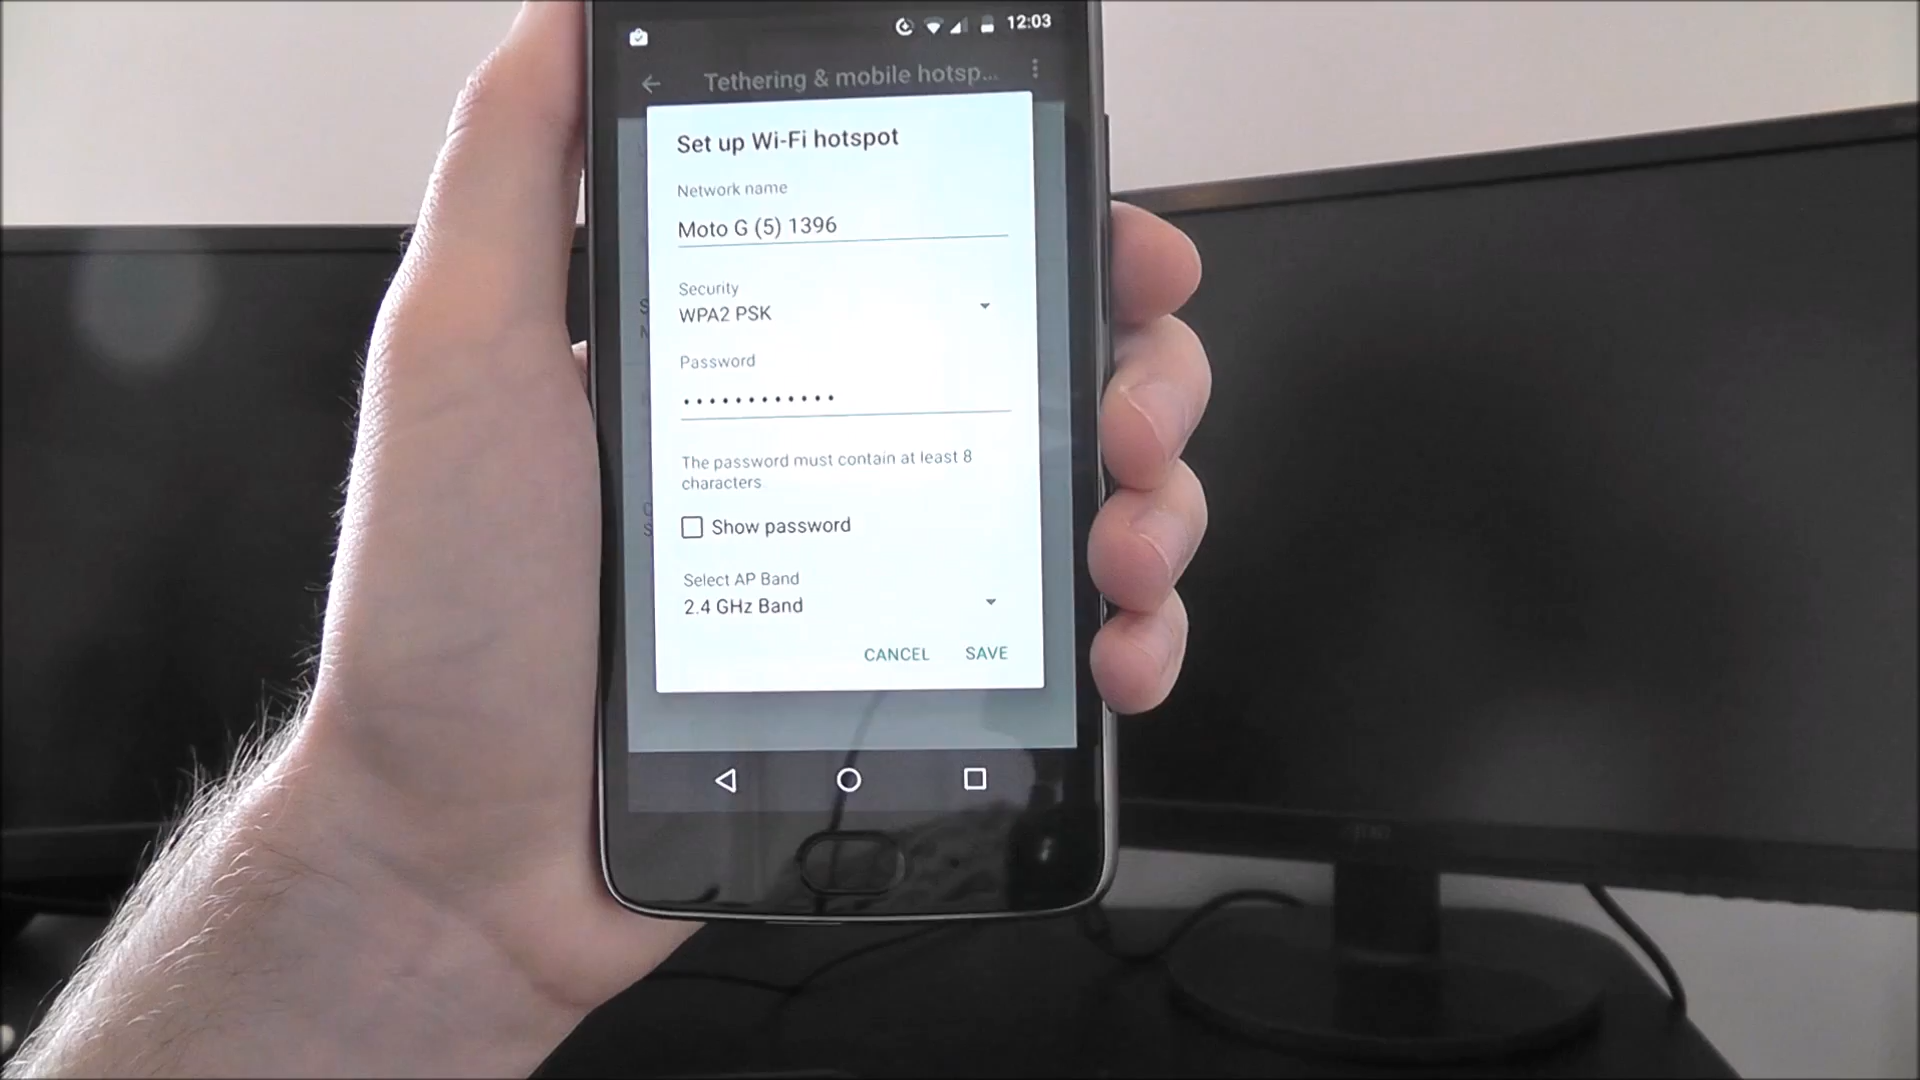 12:03
Tethering & mobile hotsp...
Set up Wi-Fi hotspot
Network name
Moto G (5) 1396
Security
WPA2 PSK
Password
••••••••••••
The password must contain at least 8
characters
Show password
Select AP Band
2.4 GHz Band
CANCEL SAVE